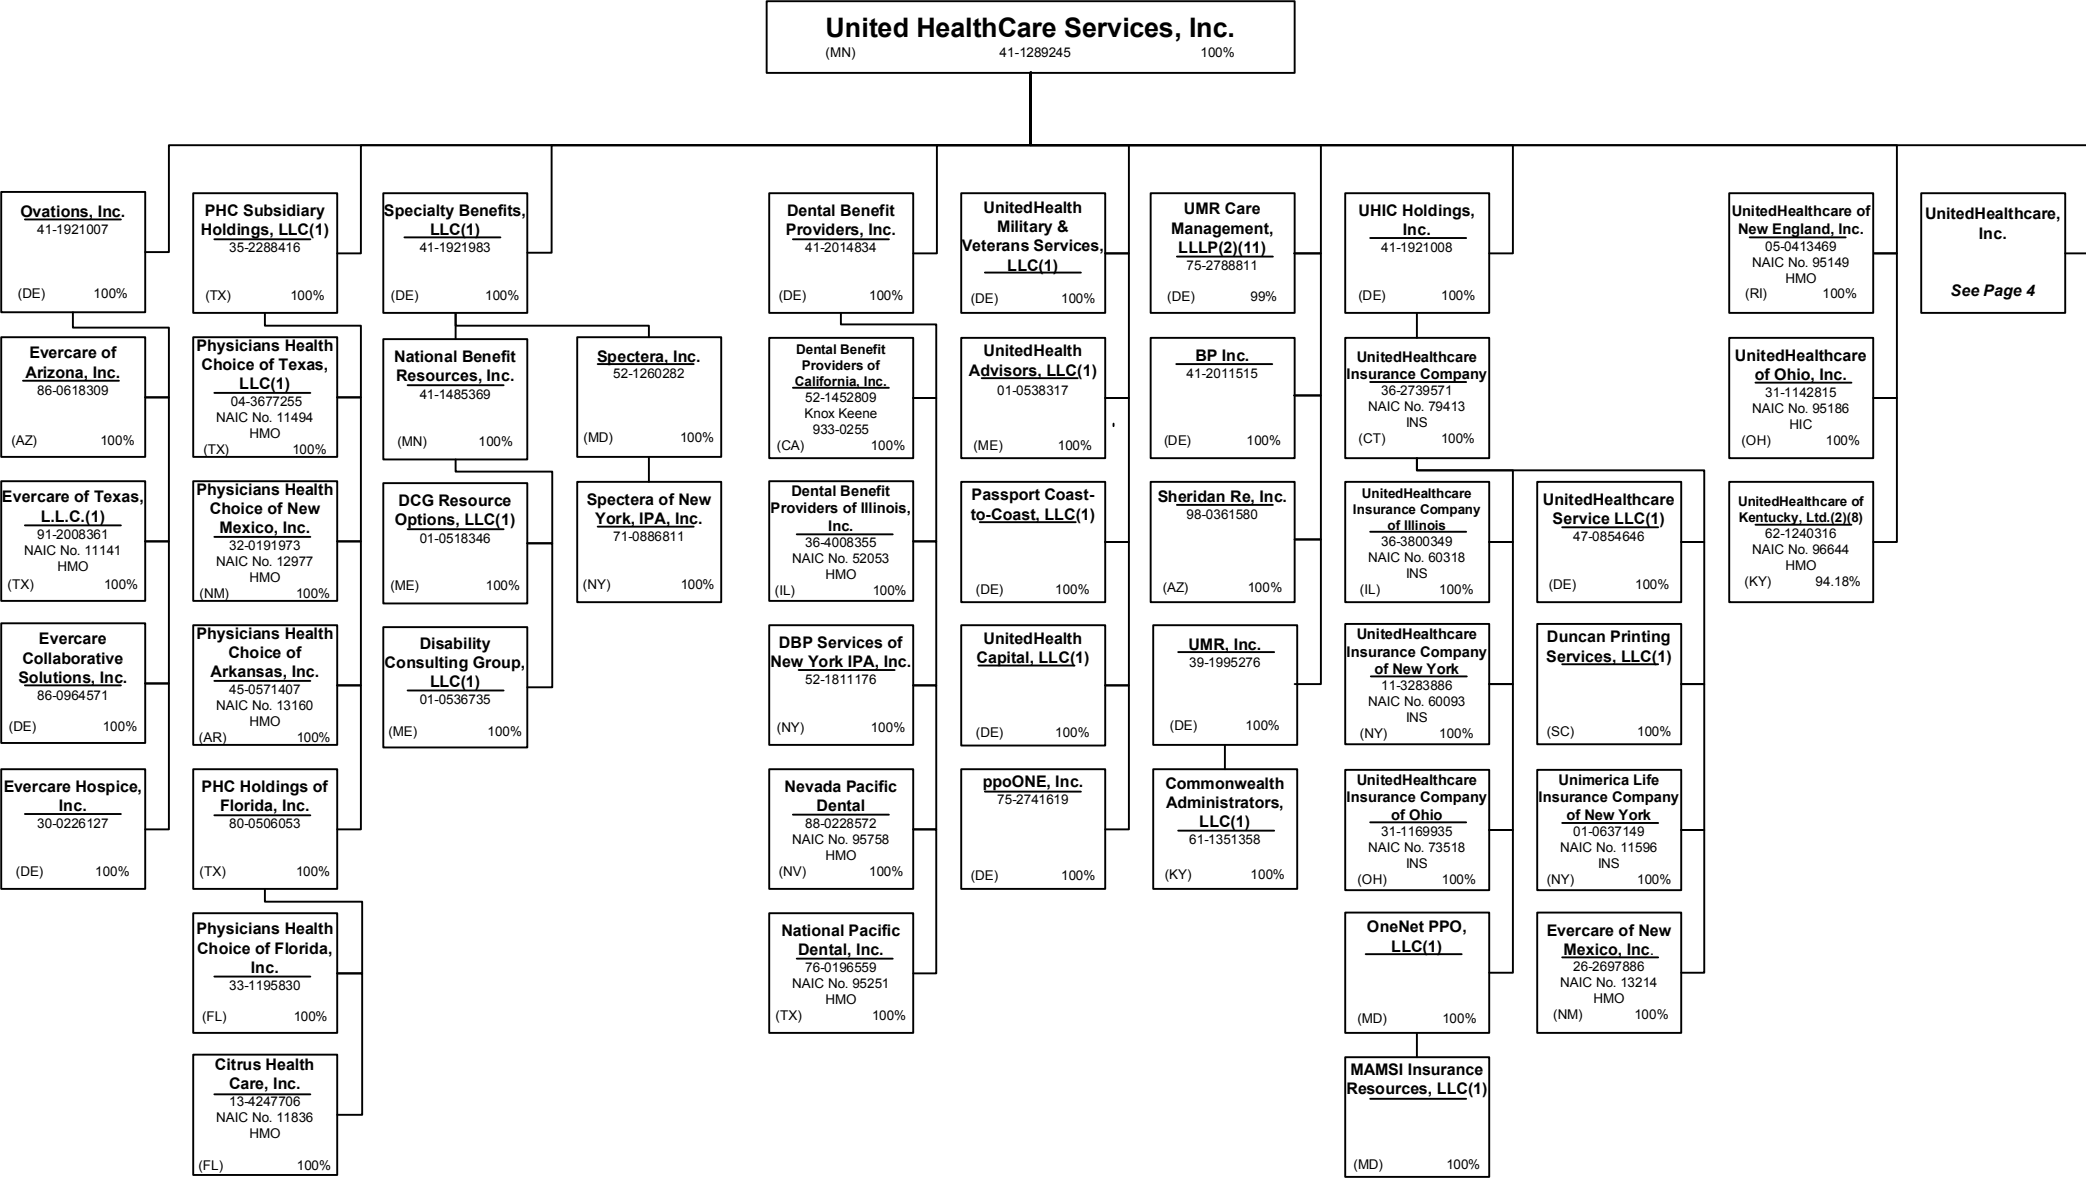 United HealthCare Services, Inc.
(MN) 41-1289245 100%
Ovations, Inc.
41-1921007
(DE) 100%
PHC Subsidiary
Holdings, LLC(1)
35-2288416
(TX) 100%
Specialty Benefits,
LLC(1)
41-1921983
(DE) 100%
Dental Benefit
Providers, Inc.
41-2014834
(DE) 100%
UnitedHealth
Military &
Veterans Services,
LLC(1)
(DE) 100%
UMR Care
Management,
LLLP(2)(11)
75-2788811
(DE) 99%
UHIC Holdings,
Inc.
41-1921008
(DE) 100%
UnitedHealthcare of
New England, Inc.
05-0413469
NAIC No. 95149
HMO
(RI) 100%
UnitedHealthcare,
Inc.
See Page 4
Evercare of
Arizona, Inc.
86-0618309
(AZ) 100%
Physicians Health
Choice of Texas,
LLC(1)
04-3677255
NAIC No. 11494
HMO
(TX) 100%
National Benefit
Resources, Inc.
41-1485369
(MN) 100%
Spectera, Inc.
52-1260282
(MD) 100%
Dental Benefit
Providers of
California, Inc.
52-1452809
Knox Keene
933-0255
(CA) 100%
UnitedHealth
Advisors, LLC(1)
01-0538317
(ME) 100%
BP Inc.
41-2011515
(DE) 100%
UnitedHealthcare
Insurance Company
36-2739571
NAIC No. 79413
INS
(CT) 100%
UnitedHealthcare
of Ohio, Inc.
31-1142815
NAIC No. 95186
HIC
(OH) 100%
Evercare of Texas,
L.L.C.(1)
91-2008361
NAIC No. 11141
HMO
(TX) 100%
Physicians Health
Choice of New
Mexico, Inc.
32-0191973
NAIC No. 12977
HMO
(NM) 100%
DCG Resource
Options, LLC(1)
01-0518346
(ME) 100%
Spectera of New
York, IPA, Inc.
71-0886811
(NY) 100%
Dental Benefit
Providers of Illinois,
Inc.
36-4008355
NAIC No. 52053
HMO
(IL) 100%
Passport Coast-
to-Coast, LLC(1)
(DE) 100%
Sheridan Re, Inc.
98-0361580
(AZ) 100%
UnitedHealthcare
Insurance Company
of Illinois
36-3800349
NAIC No. 60318
INS
(IL) 100%
UnitedHealthcare
Service LLC(1)
47-0854646
(DE) 100%
UnitedHealthcare of
Kentucky, Ltd.(2)(8)
62-1240316
NAIC No. 96644
HMO
(KY) 94.18%
Evercare
Collaborative
Solutions, Inc.
86-0964571
(DE) 100%
Physicians Health
Choice of
Arkansas, Inc.
45-0571407
NAIC No. 13160
HMO
(AR) 100%
Disability
Consulting Group,
LLC(1)
01-0536735
(ME) 100%
DBP Services of
New York IPA, Inc.
52-1811176
(NY) 100%
UnitedHealth
Capital, LLC(1)
(DE) 100%
UMR, Inc.
39-1995276
(DE) 100%
UnitedHealthcare
Insurance Company
of New York
11-3283886
NAIC No. 60093
INS
(NY) 100%
Duncan Printing
Services, LLC(1)
(SC) 100%
Evercare Hospice,
Inc.
30-0226127
(DE) 100%
PHC Holdings of
Florida, Inc.
80-0506053
(TX) 100%
Nevada Pacific
Dental
88-0228572
NAIC No. 95758
HMO
(NV) 100%
ppoONE, Inc.
75-2741619
(DE) 100%
Commonwealth
Administrators,
LLC(1)
61-1351358
(KY) 100%
UnitedHealthcare
Insurance Company
of Ohio
31-1169935
NAIC No. 73518
INS
(OH) 100%
Unimerica Life
Insurance Company
of New York
01-0637149
NAIC No. 11596
INS
(NY) 100%
Physicians Health
Choice of Florida,
Inc.
33-1195830
(FL) 100%
National Pacific
Dental, Inc.
76-0196559
NAIC No. 95251
HMO
(TX) 100%
OneNet PPO,
LLC(1)
(MD) 100%
Evercare of New
Mexico, Inc.
26-2697886
NAIC No. 13214
HMO
(NM) 100%
Citrus Health
Care, Inc.
13-4247706
NAIC No. 11836
HMO
(FL) 100%
MAMSI Insurance
Resources, LLC(1)
(MD) 100%